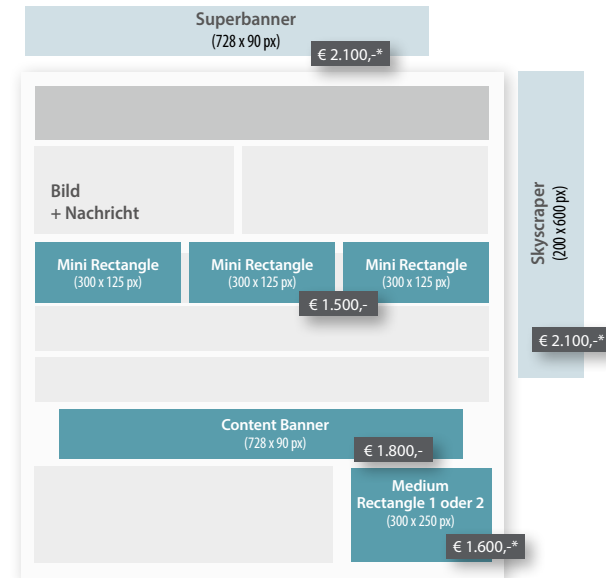 Superbanner
(728 x 90 px)
€ 2.100,-*
Bild
+ Nachricht
Skyscraper
(200 x 600 px)
€ 2.100,-*
Mini Rectangle
(300 x 125 px)
Mini Rectangle
(300 x 125 px)
Mini Rectangle
(300 x 125 px)
€ 1.500,-
Content Banner
(728 x 90 px)
€ 1.800,-
Medium
Rectangle 1 oder 2
(300 x 250 px)
€ 1.600,-*